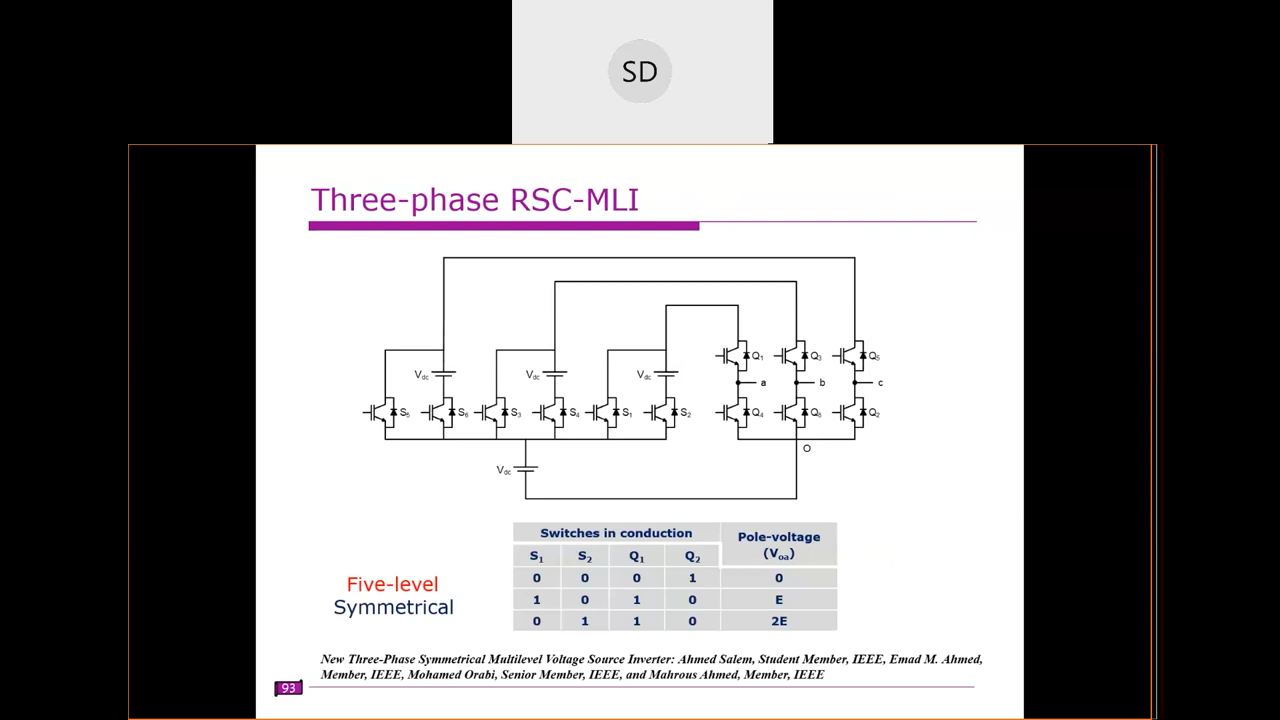 SD
Three-phase RSC-MLI
Vdc
Vdc
Vdc
Q1
Q3
Q5
a
b
c
S5
S6
S3
S4
S1
S2
Q4
Q6
Q2
O
Vdc
Switches in conduction
Pole-voltage
(Voa)
S1 S2 Q1 Q2
0 0 0 1 0
1 0 1 0 E
0 1 1 0 2E
Five-level
Symmetrical
New Three-Phase Symmetrical Multilevel Voltage Source Inverter: Ahmed Salem, Student Member, IEEE, Emad M. Ahmed,
Member, IEEE, Mohamed Orabi, Senior Member, IEEE, and Mahrous Ahmed, Member, IEEE
93